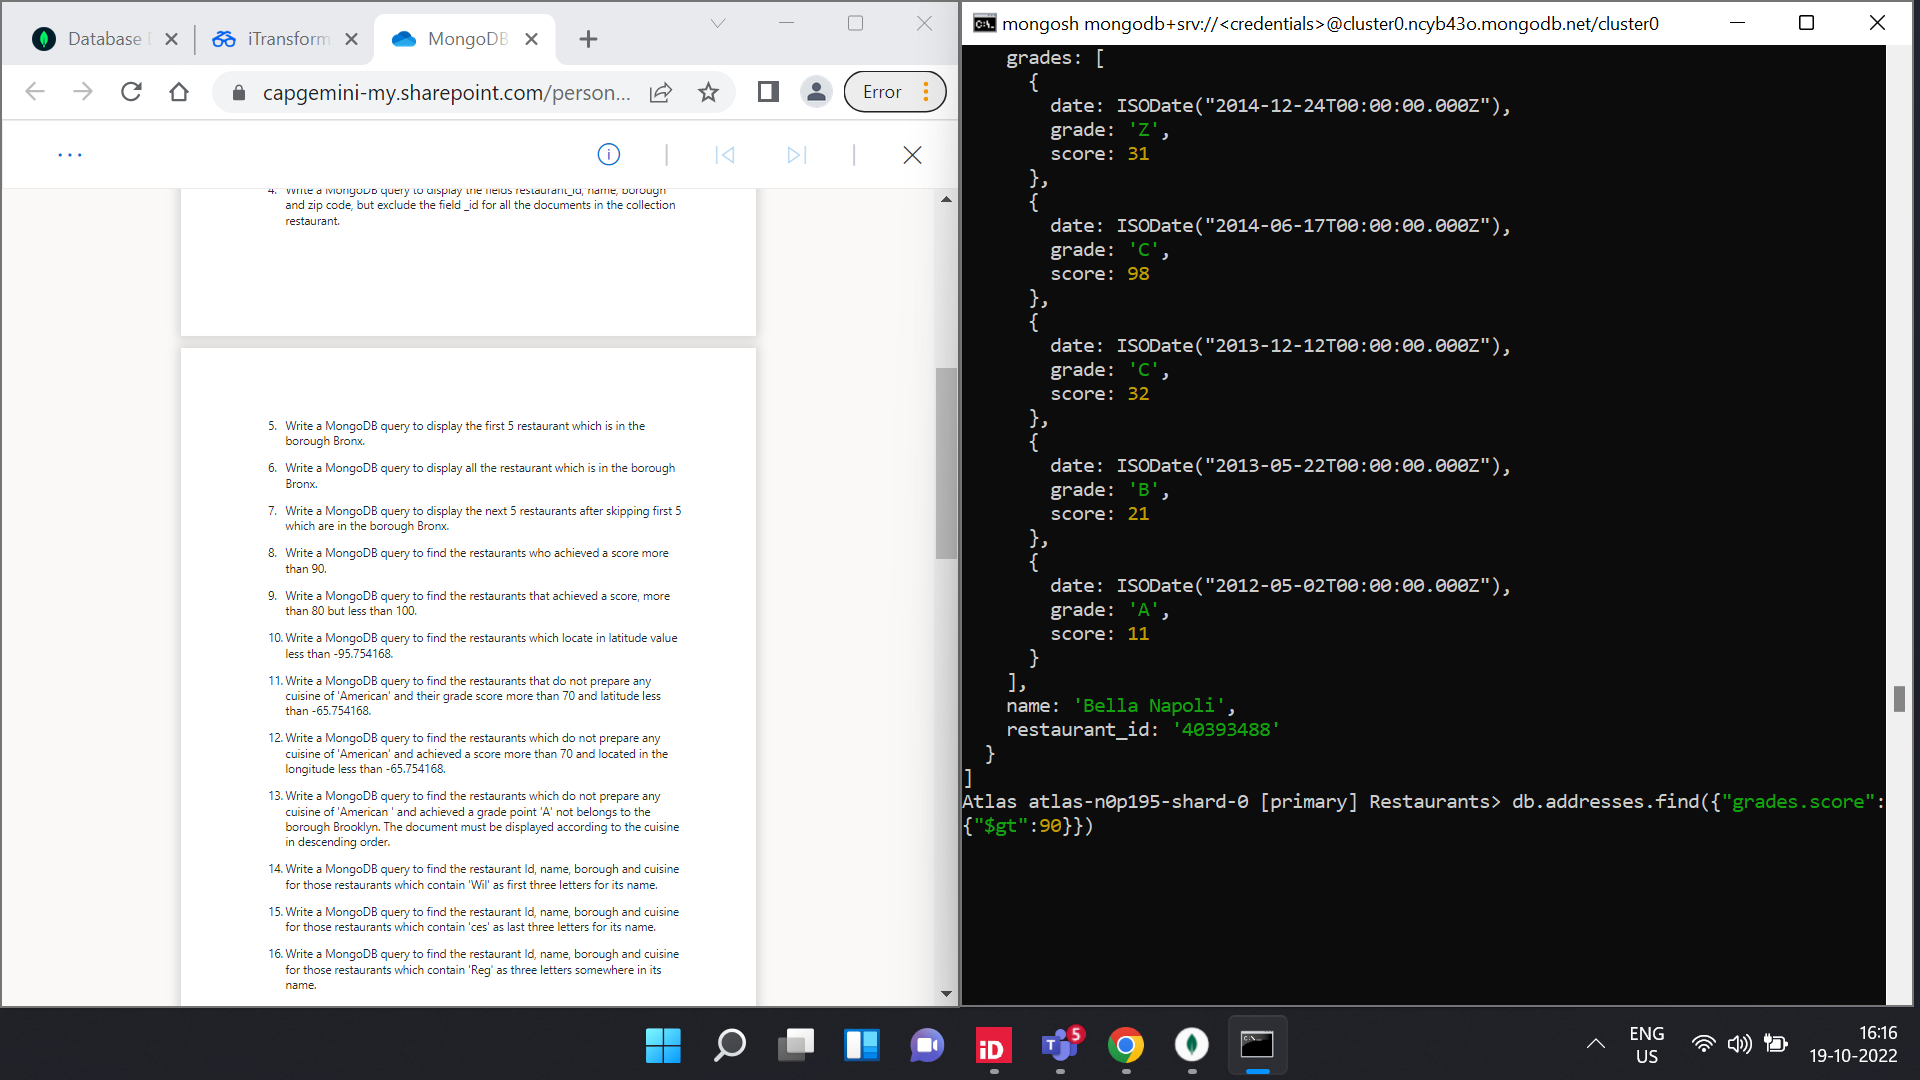 Database
iTransform
MongoDB
capgemini-my.sharepoint.com/person...
Error
4. Write a MongoDB query to display the fields restaurant_id, name, borough
and zip code, but exclude the field _id for all the documents in the collection
restaurant.
5. Write a MongoDB query to display the first 5 restaurant which is in the
borough Bronx.
6. Write a MongoDB query to display all the restaurant which is in the borough
Bronx.
7. Write a MongoDB query to display the next 5 restaurants after skipping first 5
which are in the borough Bronx.
8. Write a MongoDB query to find the restaurants who achieved a score more
than 90.
9. Write a MongoDB query to find the restaurants that achieved a score, more
than 80 but less than 100.
10. Write a MongoDB query to find the restaurants which locate in latitude value
less than -95.754168.
11. Write a MongoDB query to find the restaurants that do not prepare any
cuisine of 'American' and their grade score more than 70 and latitude less
than -65.754168.
12. Write a MongoDB query to find the restaurants which do not prepare any
cuisine of 'American' and achieved a score more than 70 and located in the
longitude less than -65.754168.
13. Write a MongoDB query to find the restaurants which do not prepare any
cuisine of 'American ' and achieved a grade point 'A' not belongs to the
borough Brooklyn. The document must be displayed according to the cuisine
in descending order.
14. Write a MongoDB query to find the restaurant Id, name, borough and cuisine
for those restaurants which contain 'Wil' as first three letters for its name.
15. Write a MongoDB query to find the restaurant Id, name, borough and cuisine
for those restaurants which contain 'ces' as last three letters for its name.
16. Write a MongoDB query to find the restaurant Id, name, borough and cuisine
for those restaurants which contain 'Reg' as three letters somewhere in its
name.
mongosh mongodb+srv://<credentials>@cluster0.ncyb43o.mongodb.net/cluster0
grades: [
{
date: ISODate("2014-12-24T00:00:00.000Z"),
grade: 'Z',
score: 31
},
{
date: ISODate("2014-06-17T00:00:00.000Z"),
grade: 'C',
score: 98
},
{
date: ISODate("2013-12-12T00:00:00.000Z"),
grade: 'C',
score: 32
},
{
date: ISODate("2013-05-22T00:00:00.000Z"),
grade: 'B',
score: 21
},
{
date: ISODate("2012-05-02T00:00:00.000Z"),
grade: 'A',
score: 11
}
],
name: 'Bella Napoli',
restaurant_id: '40393488'
}
]
Atlas atlas-n0p195-shard-0 [primary] Restaurants> db.addresses.find({"grades.score":
{"$gt":90}})
iD
T
5
ENG
US
16:16
19-10-2022